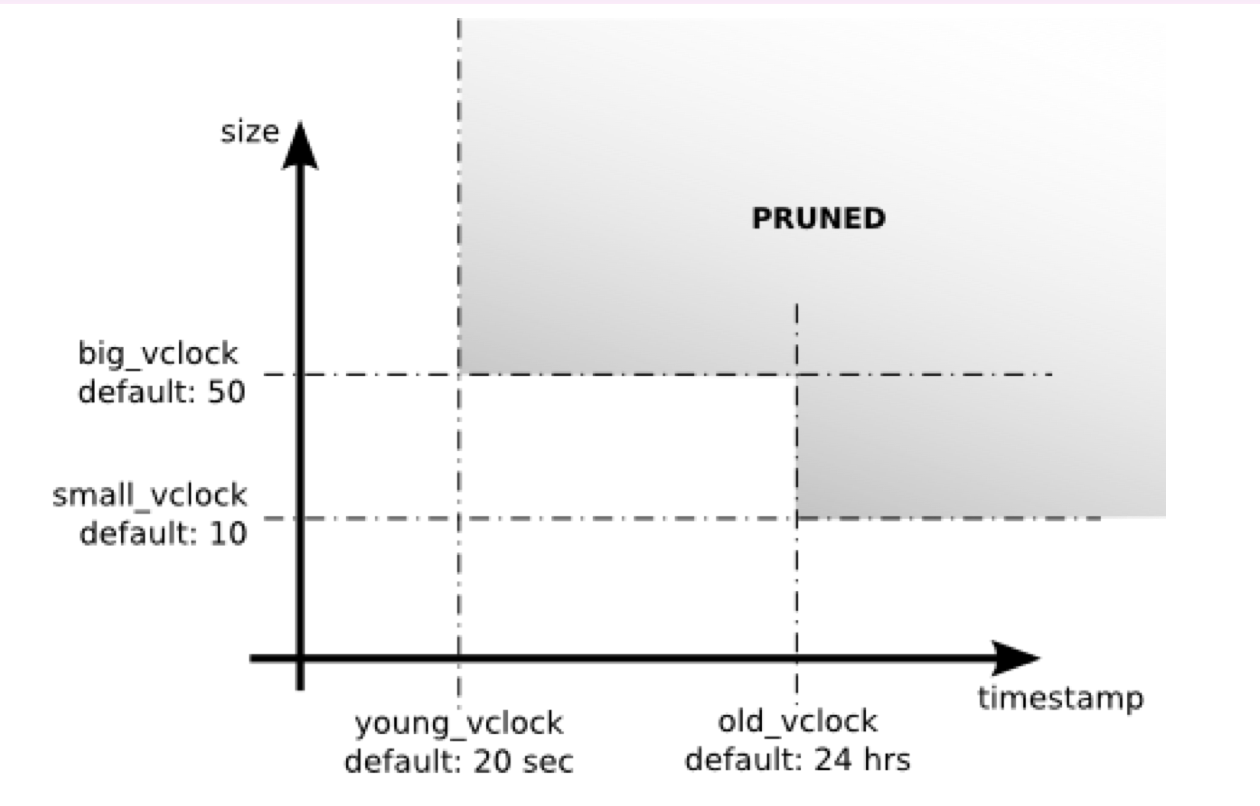 size
PRUNED
big_vclock
default: 50
small_vclock
default: 10
timestamp
young_vclock
default: 20 sec
old_vclock
default: 24 hrs